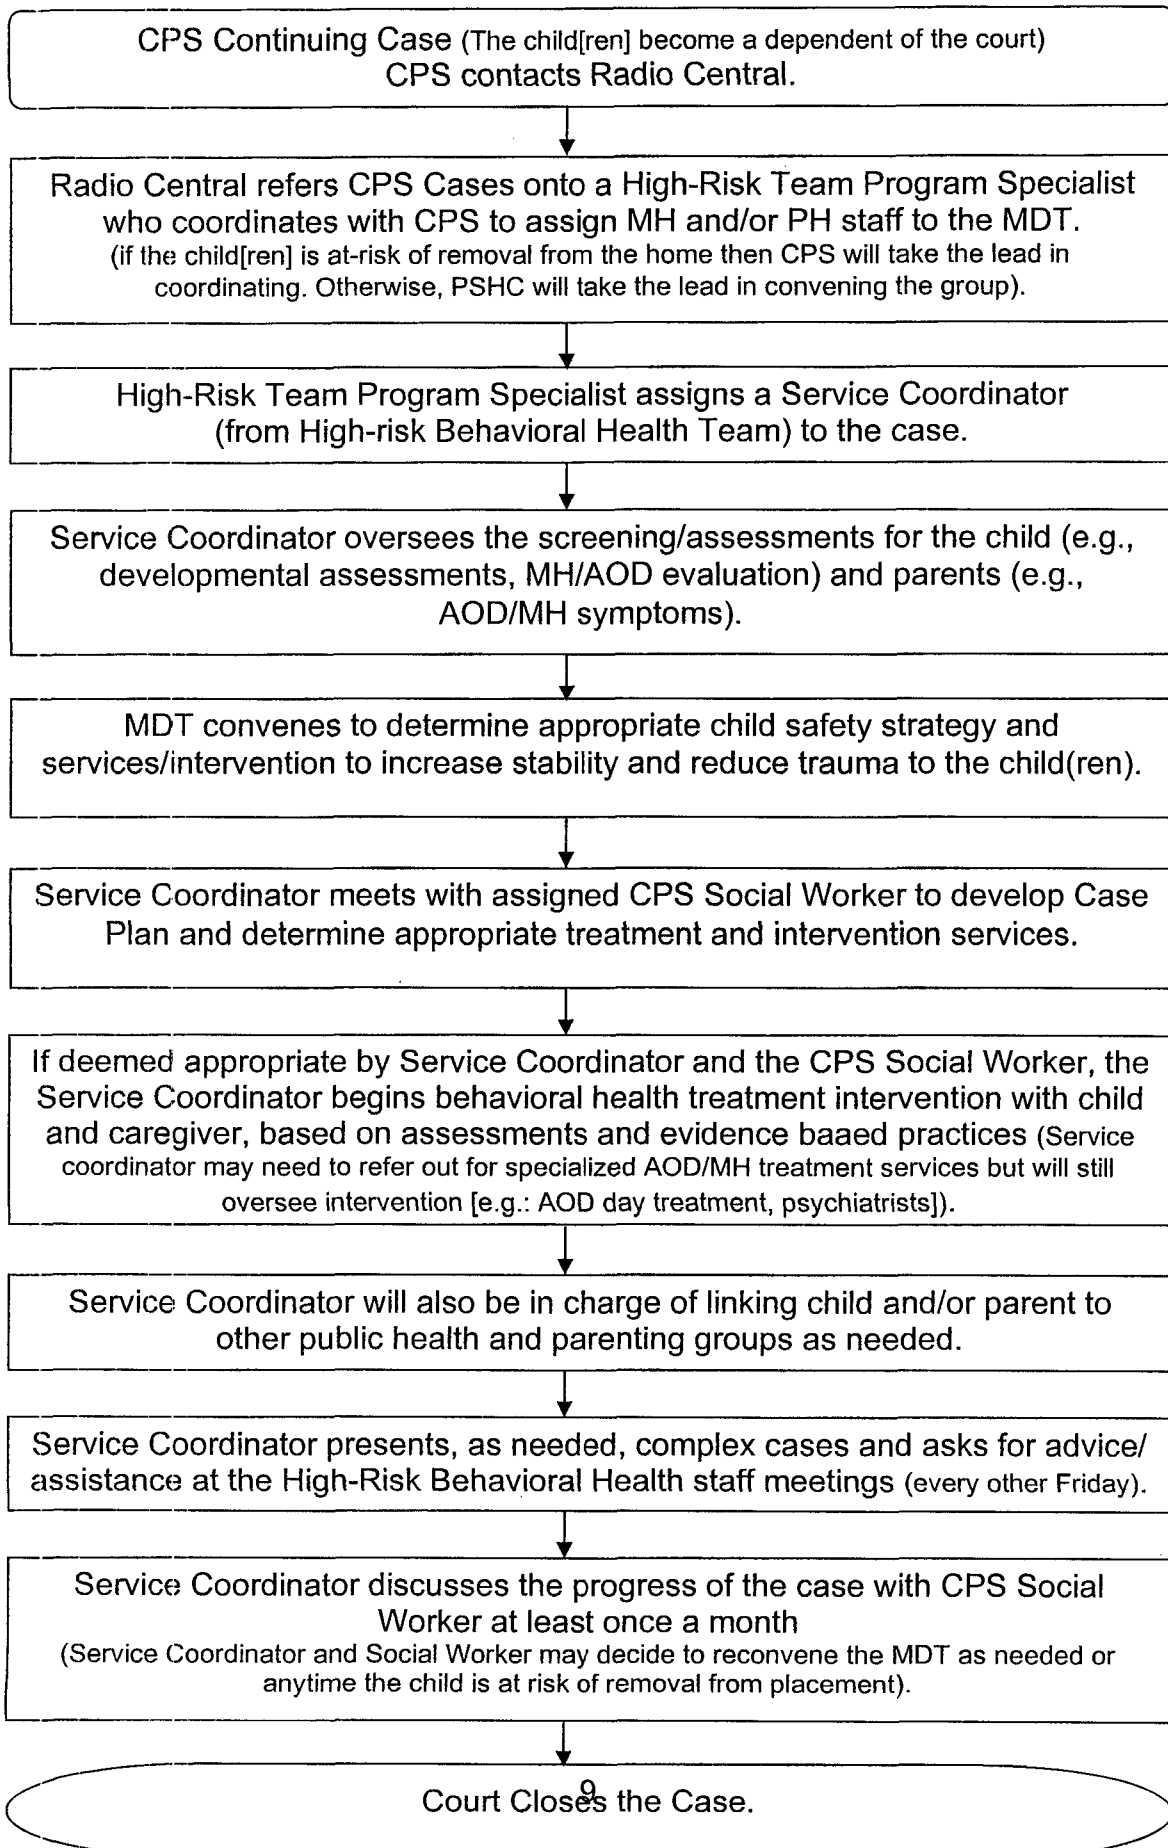 CPS Continuing Case (The child[ren] become a dependent of the court)
CPS contacts Radio Central.
Radio Central refers CPS Cases onto a High-Risk Team Program Specialist
who coordinates with CPS to assign MH and/or PH staff to the MDT.
(if the child[ren] is at-risk of removal from the home then CPS will take the lead in
coordinating. Otherwise, PSHC will take the lead in convening the group).
High-Risk Team Program Specialist assigns a Service Coordinator
(from High-risk Behavioral Health Team) to the case.
Service Coordinator oversees the screening/assessments for the child (e.g.,
developmental assessments, MH/AOD evaluation) and parents (e.g.,
AOD/MH symptoms).
MDT convenes to determine appropriate child safety strategy and
services/intervention to increase stability and reduce trauma to the child(ren).
Service Coordinator meets with assigned CPS Social Worker to develop Case
Plan and determine appropriate treatment and intervention services.
If deemed appropriate by Service Coordinator and the CPS Social Worker, the
Service Coordinator begins behavioral health treatment intervention with child
and caregiver, based on assessments and evidence baaed practices (Service
coordinator may need to refer out for specialized AOD/MH treatment services but will still
oversee intervention [e.g.: AOD day treatment, psychiatrists]).
Service Coordinator will also be in charge of linking child and/or parent to
other public health and parenting groups as needed.
Service Coordinator presents, as needed, complex cases and asks for advice/
assistance at the High-Risk Behavioral Health staff meetings (every other Friday).
Service Coordinator discusses the progress of the case with CPS Social
Worker at least once a month
(Service Coordinator and Social Worker may decide to reconvene the MDT as needed or
anytime the child is at risk of removal from placement).
Court Closes the Case.
9